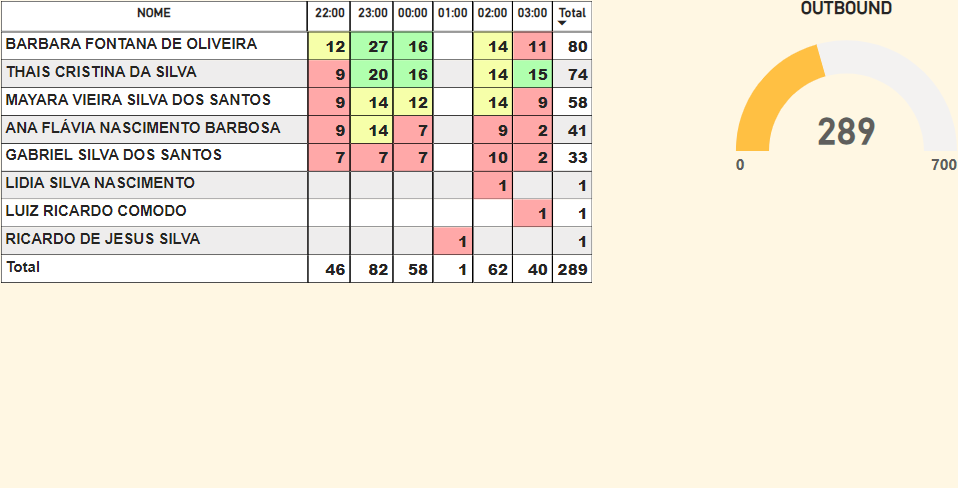 NOME 22:00 23:00 00:00 01:00 02:00 03:00 Total
BARBARA FONTANA DE OLIVEIRA 12 27 16 14 11 80
THAIS CRISTINA DA SILVA 9 20 16 14 15 74
MAYARA VIEIRA SILVA DOS SANTOS 9 14 12 14 9 58
ANA FLÁVIA NASCIMENTO BARBOSA 9 14 7 9 2 41
GABRIEL SILVA DOS SANTOS 7 7 7 10 2 33
LIDIA SILVA NASCIMENTO 1 1
LUIZ RICARDO COMODO 1 1
RICARDO DE JESUS SILVA 1 1
Total 46 82 58 1 62 40 289
OUTBOUND
289
0 700